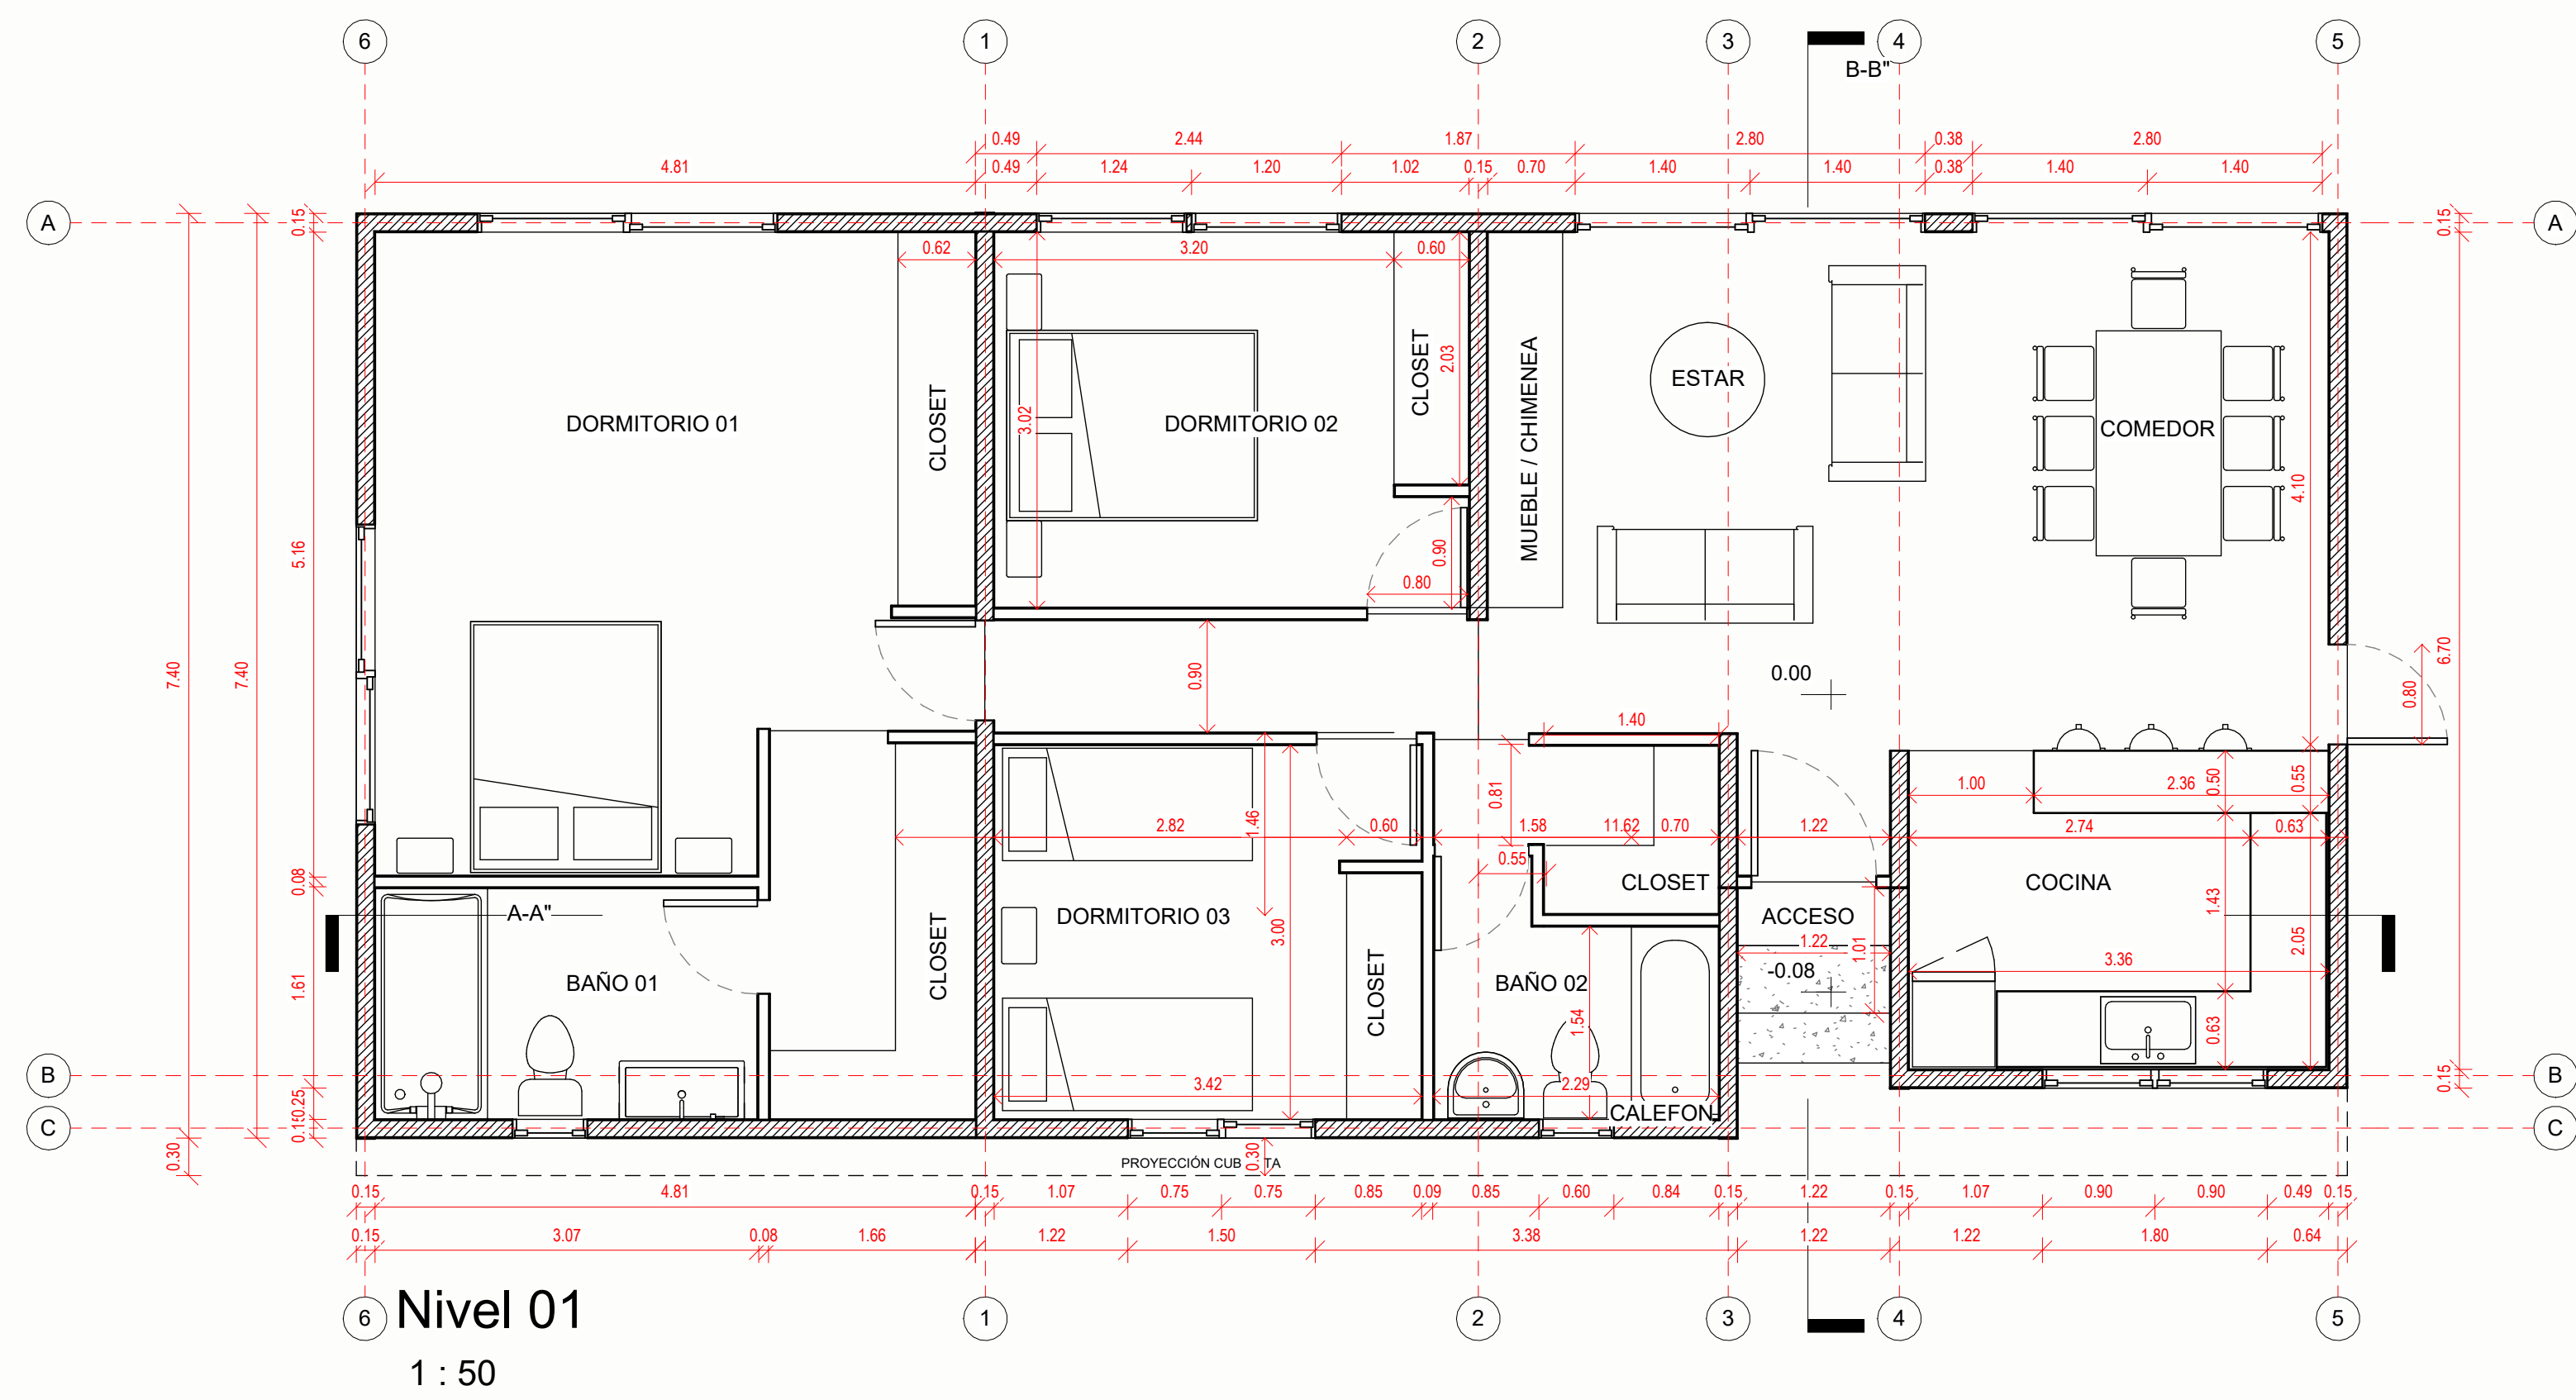 6 1 2 3 4 5
B-B"
0.49 2.44 1.87 2.80 0.38 2.80
4.81 0.49 1.24 1.20 1.02 0.15 0.70 1.40 1.40 0.38 1.40 1.40
A A
0.15 0.15
0.62 3.20 0.60
2.03
3.02
DORMITORIO 01
CLOSET
DORMITORIO 02
CLOSET
MUEBLE / CHIMENEA
ESTAR
COMEDOR
4.10
5.16
0.90
0.80
7.40
7.40
0.90
0.00
6.70
0.80
1.40
1.00 2.36
0.50
0.55
0.81
1.46
2.82 0.60 1.58 11.62 0.70 1.22 2.74 0.63
0.55
0.08
CLOSET
COCINA
A-A"
DORMITORIO 03
ACCESO
3.00
1.43
1.22
1.01
2.05
-0.08
3.36
BAÑO 01
CLOSET
CLOSET
BAÑO 02
1.54
1.61
0.63
B B
3.42 2.29
0.15
0.25
CALEFON
C C
0.15
0.30
PROYECCIÓN CUB TA
0.30
0.15 4.81 0.15 1.07 0.75 0.75 0.85 0.09 0.85 0.60 0.84 0.15 1.22 0.15 1.07 0.90 0.90 0.49 0.15
0.15 3.07 0.08 1.66 1.22 1.50 3.38 1.22 1.22 1.80 0.64
6 1 2 3 4 5
Nivel 01
1 : 50